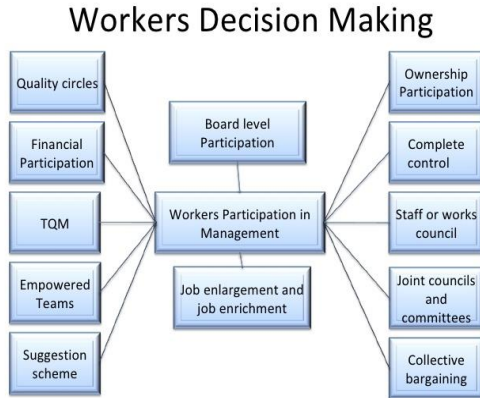 Workers Decision Making
Quality circles
Financial
Participation
TQM
Empowered
Teams
Suggestion
scheme
Board level
Participation
Workers Participation in
Management
Job enlargement and
job enrichment
Ownership
Participation
Complete
control
Staff or works
council
Joint councils
and
committees
Collective
bargaining